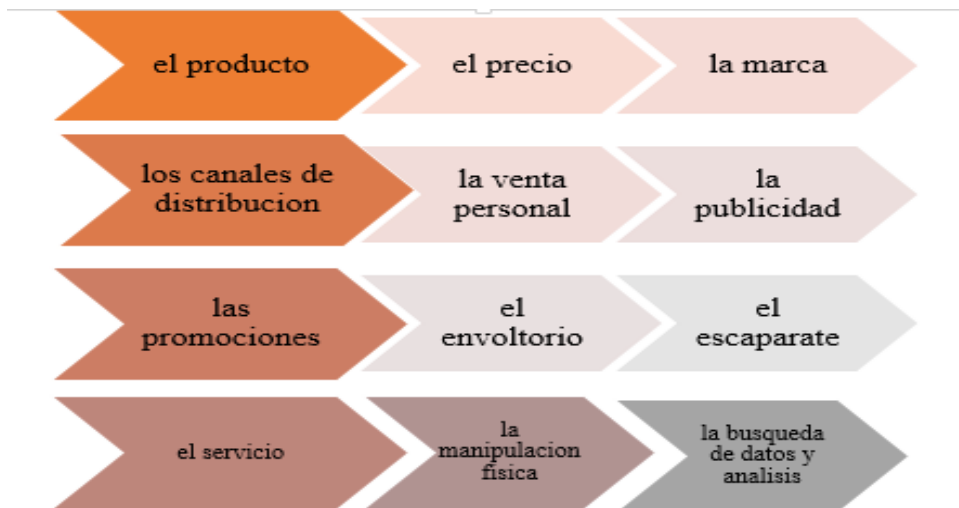 el producto
el precio
la marca
los canales de
distribucion
la venta
personal
la
publicidad
las
promociones
el
envoltorio
el
escaparate
el servicio
la
manipulacion
fisica
la busqueda
de datos y
analisis